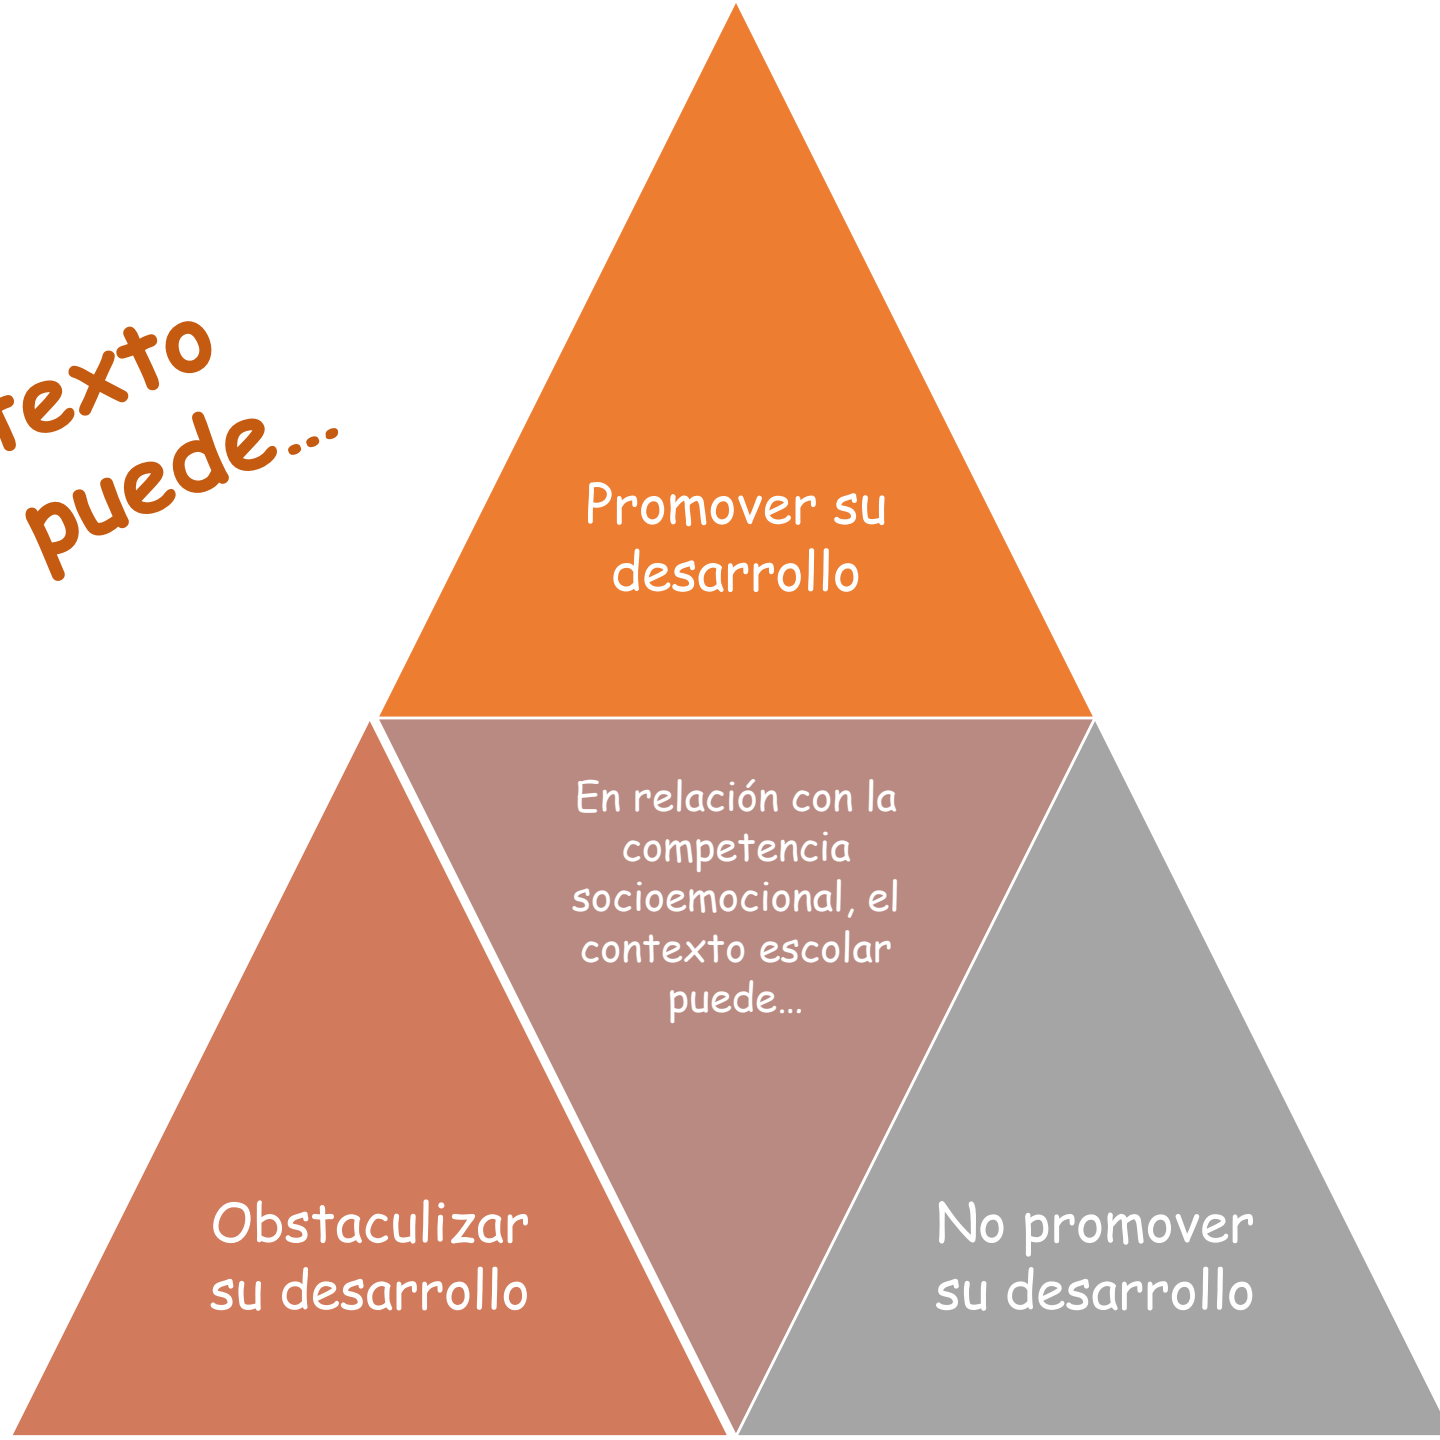 puede...
Promover su
desarrollo
En relación con la
competencia
socioemocional, el
contexto escolar
puede...
Obstaculizar
su desarrollo
No promover
su desarrollo